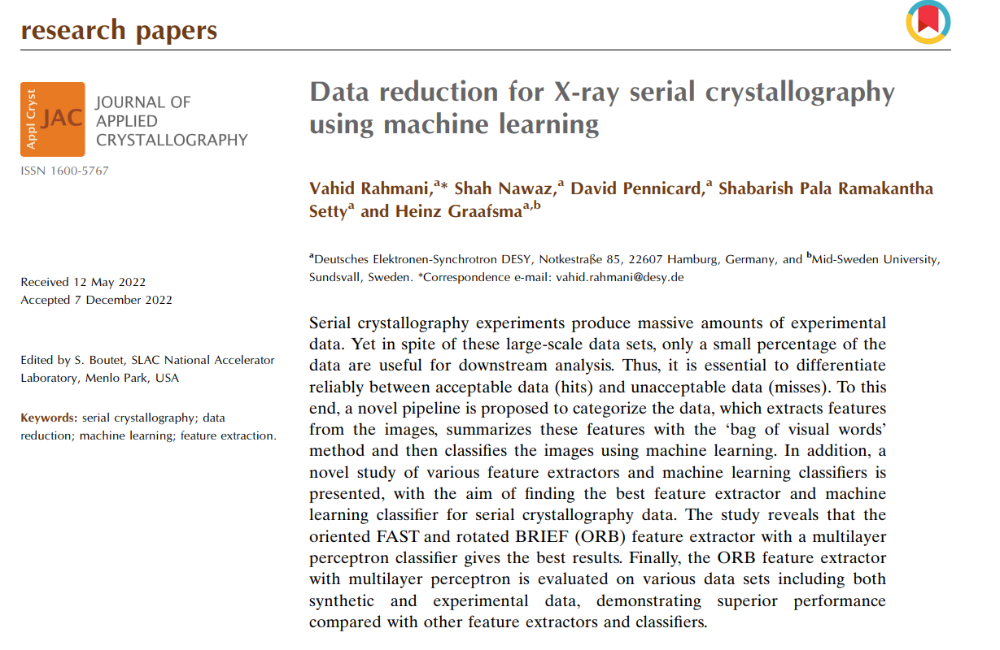 research papers
Appl Cryst
JAC
JOURNAL OF
APPLIED
CRYSTALLOGRAPHY
ISSN 1600-5767
Received 12 May 2022
Accepted 7 December 2022
Edited by S. Boutet, SLAC National Accelerator
Laboratory, Menlo Park, USA
Keywords: serial crystallography; data
reduction; machine learning; feature extraction.
Data reduction for X-ray serial crystallography
using machine learning
Vahid Rahmani,a* Shah Nawaz,a David Pennicard,a Shabarish Pala Ramakantha
Settya and Heinz Graafsmaa,b
aDeutsches Elektronen-Synchrotron DESY, Notkestraße 85, 22607 Hamburg, Germany, and bMid-Sweden University,
Sundsvall, Sweden. *Correspondence e-mail: vahid.rahmani@desy.de
Serial crystallography experiments produce massive amounts of experimental
data. Yet in spite of these large-scale data sets, only a small percentage of the
data are useful for downstream analysis. Thus, it is essential to differentiate
reliably between acceptable data (hits) and unacceptable data (misses). To this
end, a novel pipeline is proposed to categorize the data, which extracts features
from the images, summarizes these features with the ‘bag of visual words’
method and then classifies the images using machine learning. In addition, a
novel study of various feature extractors and machine learning classifiers is
presented, with the aim of finding the best feature extractor and machine
learning classifier for serial crystallography data. The study reveals that the
oriented FAST and rotated BRIEF (ORB) feature extractor with a multilayer
perceptron classifier gives the best results. Finally, the ORB feature extractor
with multilayer perceptron is evaluated on various data sets including both
synthetic and experimental data, demonstrating superior performance
compared with other feature extractors and classifiers.